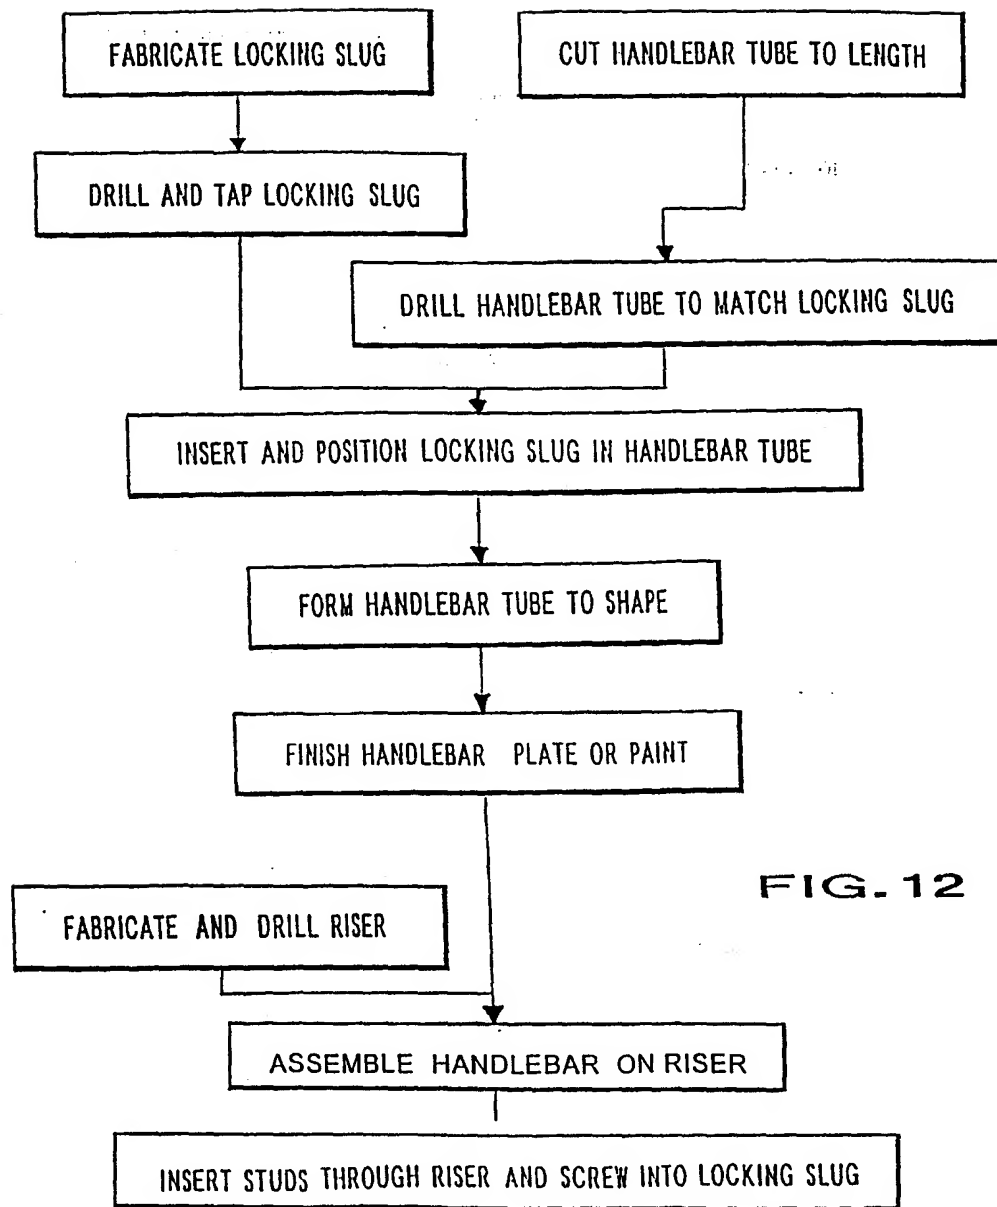 FABRICATE LOCKING SLUG
CUT HANDLEBAR TUBE TO LENGTH
DRILL AND TAP LOCKING SLUG
DRILL HANDLEBAR TUBE TO MATCH LOCKING SLUG
INSERT AND POSITION LOCKING SLUG IN HANDLEBAR TUBE
FORM HANDLEBAR TUBE TO SHAPE
FINISH HANDLEBAR PLATE OR PAINT
FIG. 12
FABRICATE AND DRILL RISER
ASSEMBLE HANDLEBAR ON RISER
INSERT STUDS THROUGH RISER AND SCREW INTO LOCKING SLUG